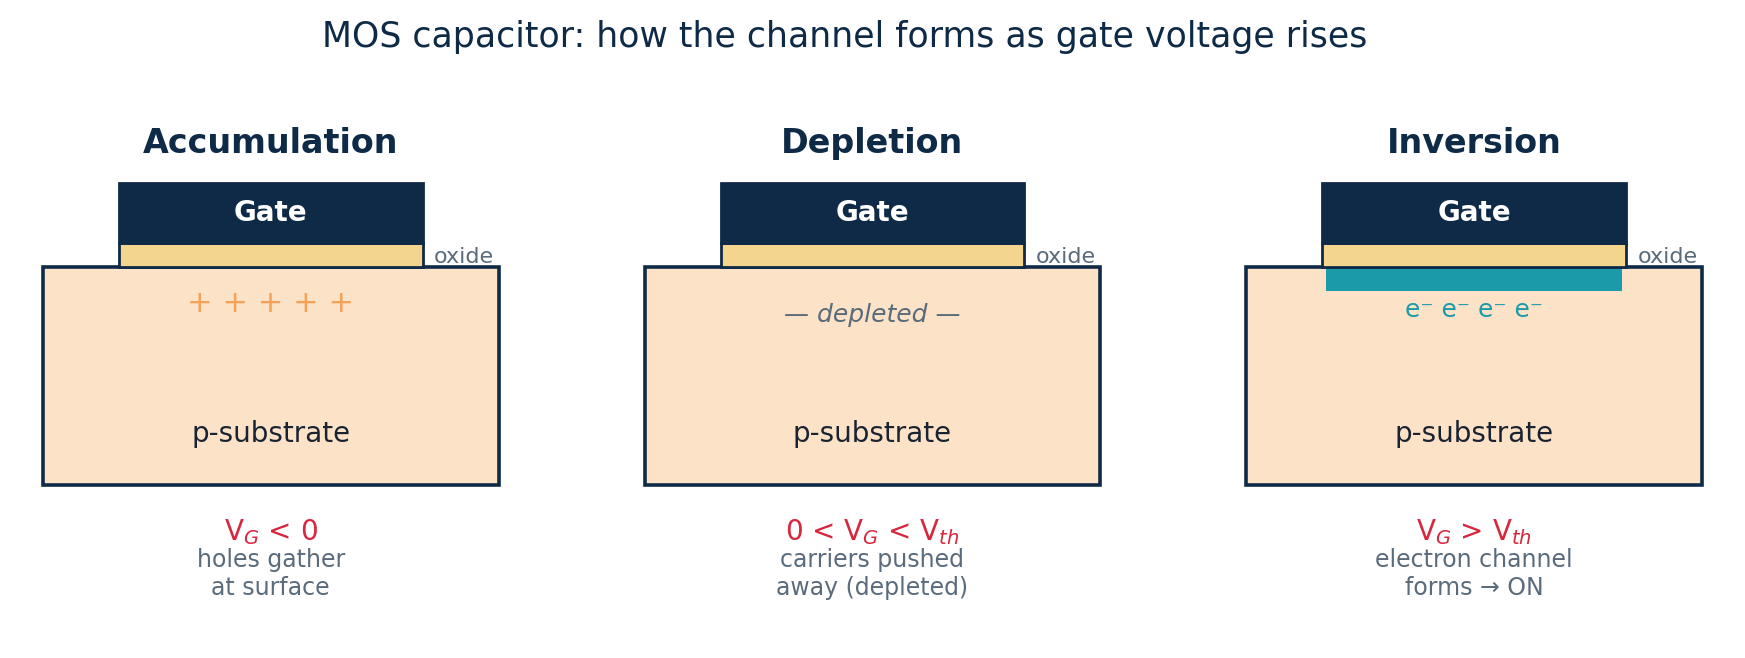 MOS capacitor: how the channel forms as gate voltage rises
Accumulation
Gate
oxide
+ + + + +
p-substrate
V_G < 0
holes gather
at surface
Depletion
Gate
oxide
— depleted —
p-substrate
0 < V_G < V_th
carriers pushed
away (depleted)
Inversion
Gate
oxide
e⁻ e⁻ e⁻ e⁻
p-substrate
V_G > V_th
electron channel
forms → ON